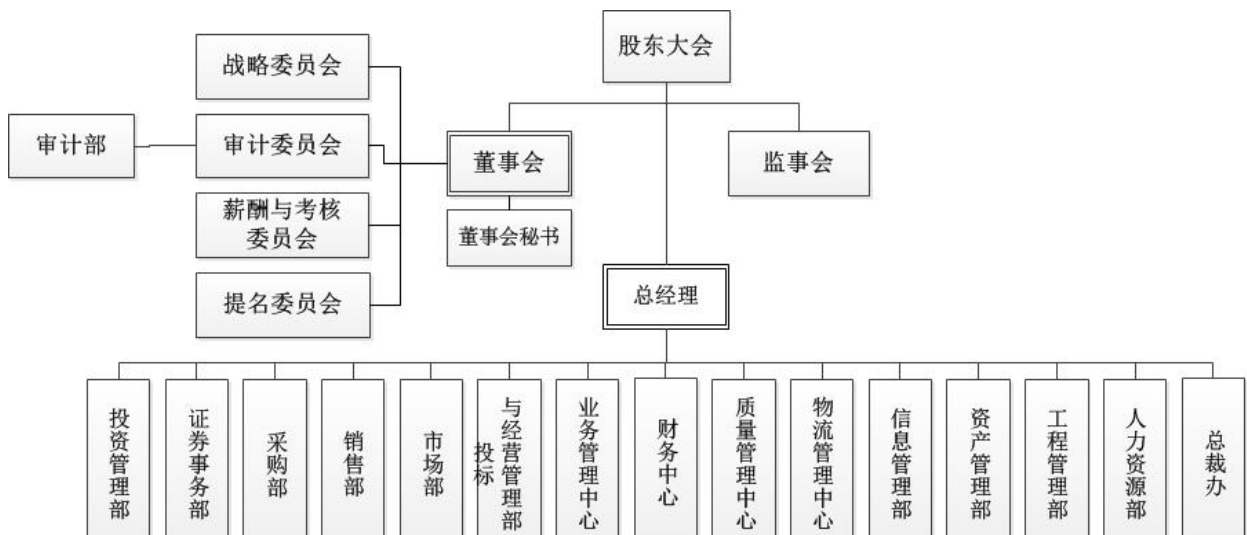 股东大会
战略委员会
审计部
审计委员会
董事会
监事会
薪酬与考核
委员会
董事会秘书
提名委员会
总经理
投资管理部
证券事务部
采购部
销售部
市场部
投标
与经营管理部
业务管理中心
财务中心
质量管理中心
物流管理中心
信息管理部
资产管理部
工程管理部
人力资源部
总裁办